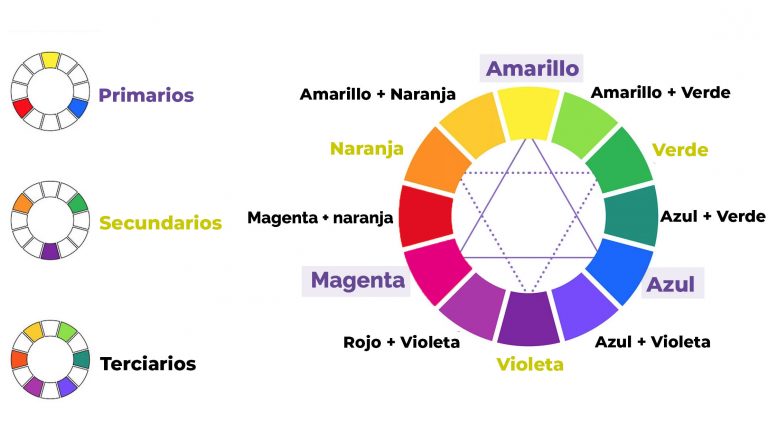 Primarios
Secundarios
Terciarios
Amarillo
Amarillo + Naranja
Amarillo + Verde
Naranja
Verde
Magenta + naranja
Azul + Verde
Magenta
Azul
Rojo + Violeta
Azul + Violeta
Violeta